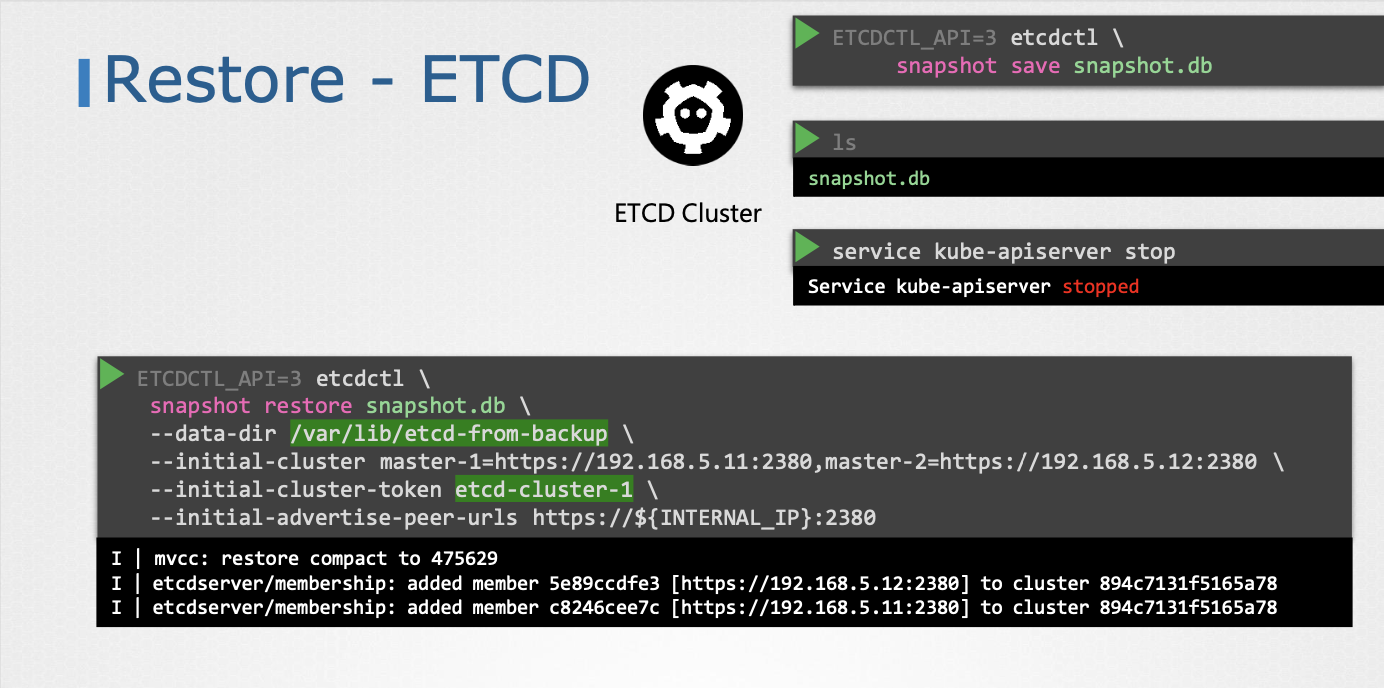 Restore - ETCD
ETCD Cluster
ETCDCTL_API=3 etcdctl \
snapshot save snapshot.db
ls
snapshot.db
service kube-apiserver stop
Service kube-apiserver stopped
ETCDCTL_API=3 etcdctl \
snapshot restore snapshot.db \
--data-dir /var/lib/etcd-from-backup \
--initial-cluster master-1=https://192.168.5.11:2380,master-2=https://192.168.5.12:2380 \
--initial-cluster-token etcd-cluster-1 \
--initial-advertise-peer-urls https://${INTERNAL_IP}:2380
I | mvcc: restore compact to 475629
I | etcdserver/membership: added member 5e89ccdfe3 [https://192.168.5.12:2380] to cluster 894c7131f5165a78
I | etcdserver/membership: added member c8246cee7c [https://192.168.5.11:2380] to cluster 894c7131f5165a78